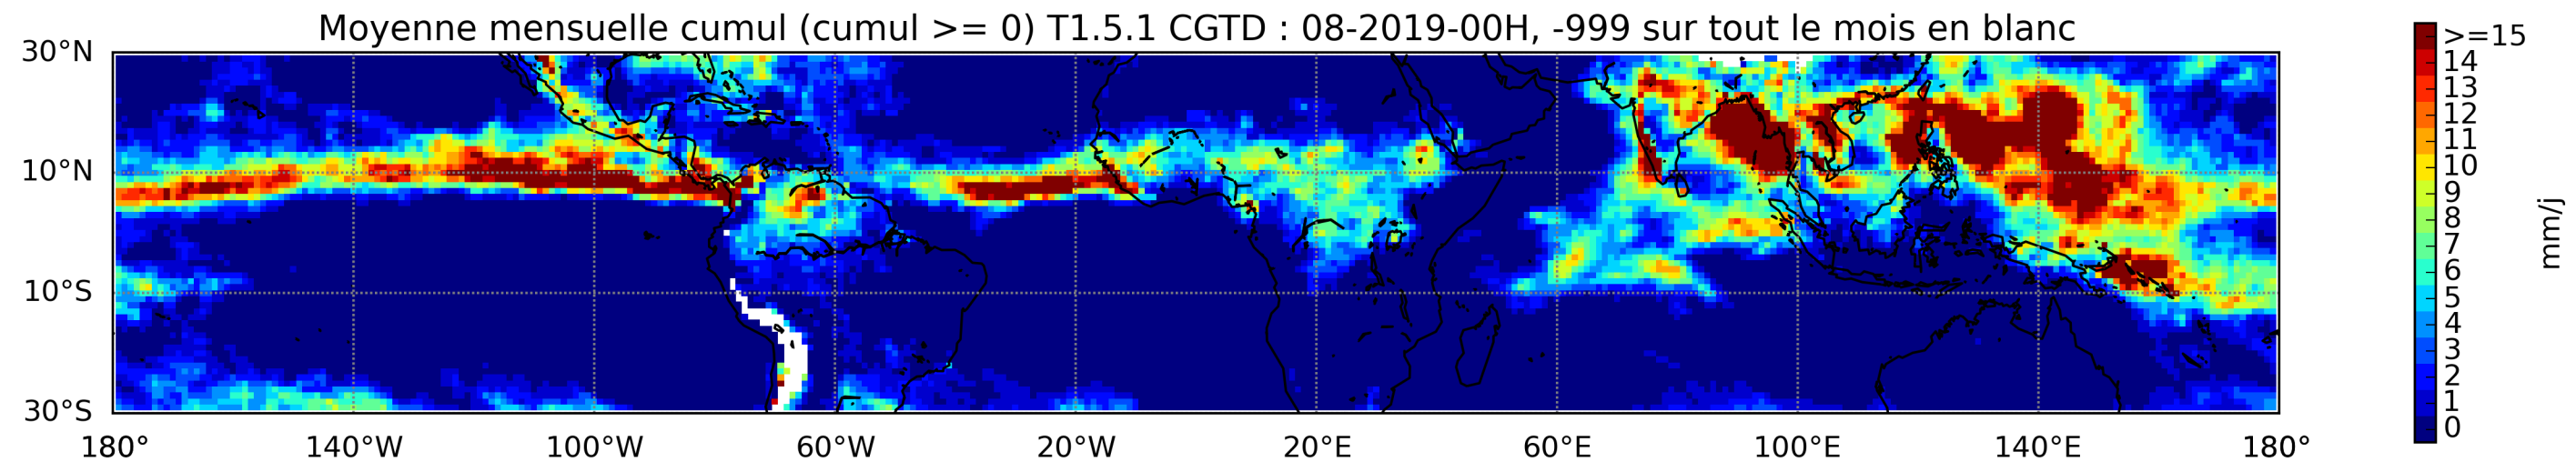 Moyenne mensuelle cumul (cumul >= 0) T1.5.1 CGTD : 08-2019-00H, -999 sur tout le mois en blanc
30°N
10°N
10°S
30°S
180° 140°W 100°W 60°W 20°W 20°E 60°E 100°E 140°E 180°
>=15
14
13
12
11
10
9
8
7
6
5
4
3
2
1
0
mm/j